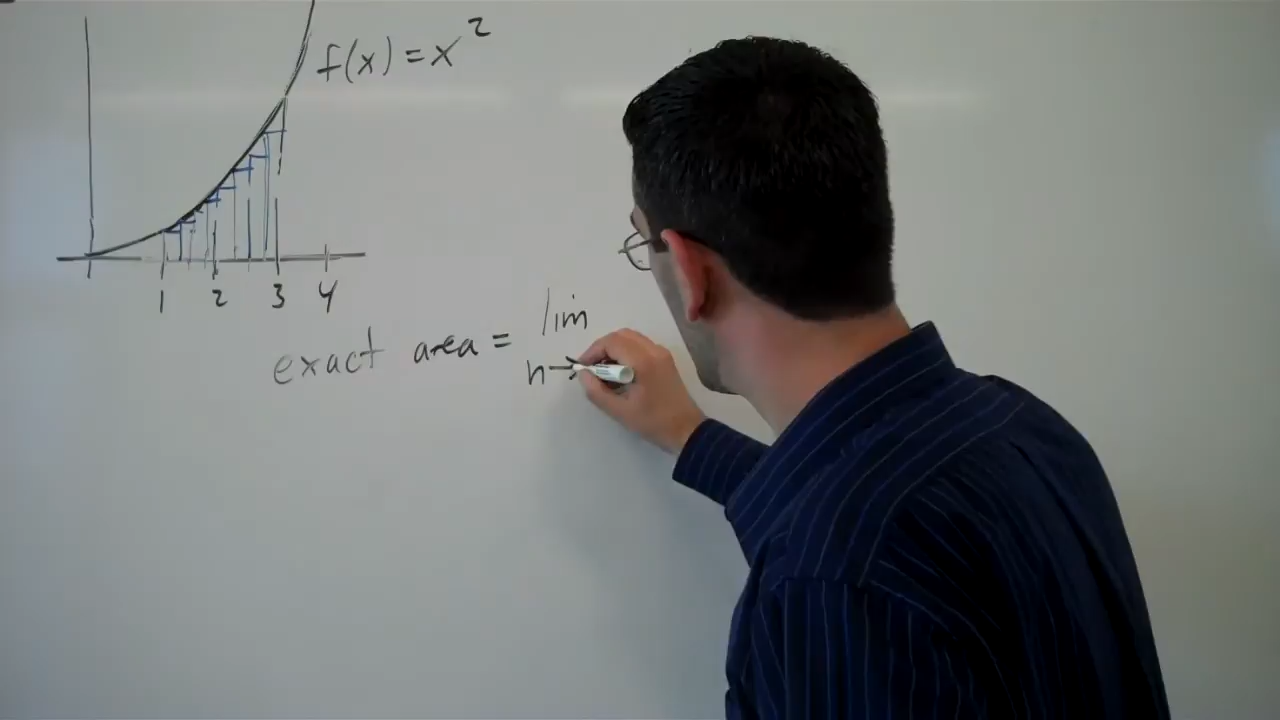 f(x) = x²
1 2 3 4
exact area = lim
n→